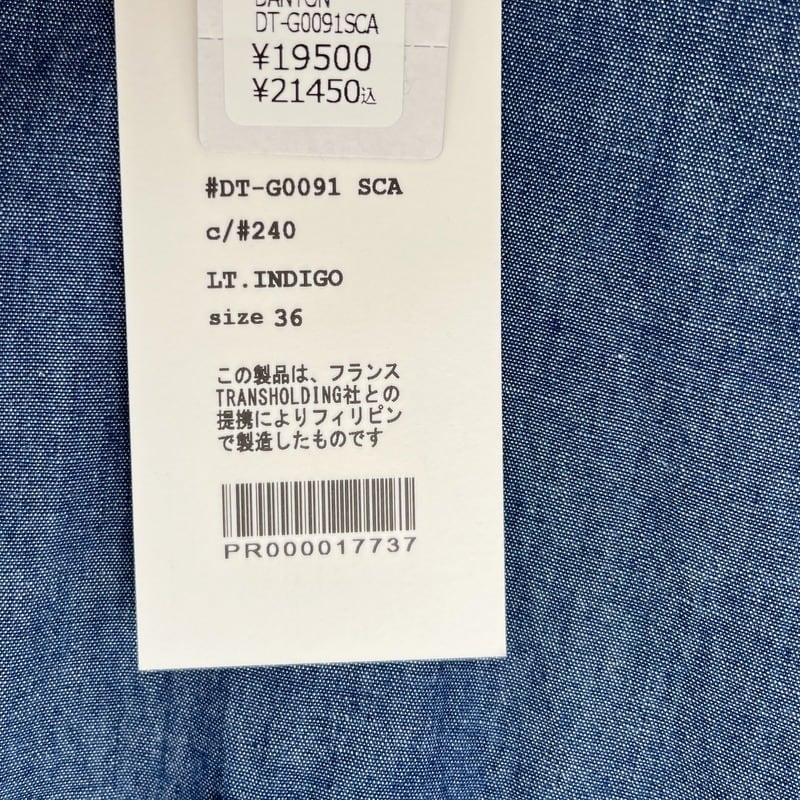 DANTON
DT-G0091SCA
¥19500
¥21450込
#DT-G0091 SCA
c/#240
LT.INDIGO
size 36
この製品は、フランス
TRANSHOLDING社との
提携によりフィリピン
で製造したものです
PR000017737